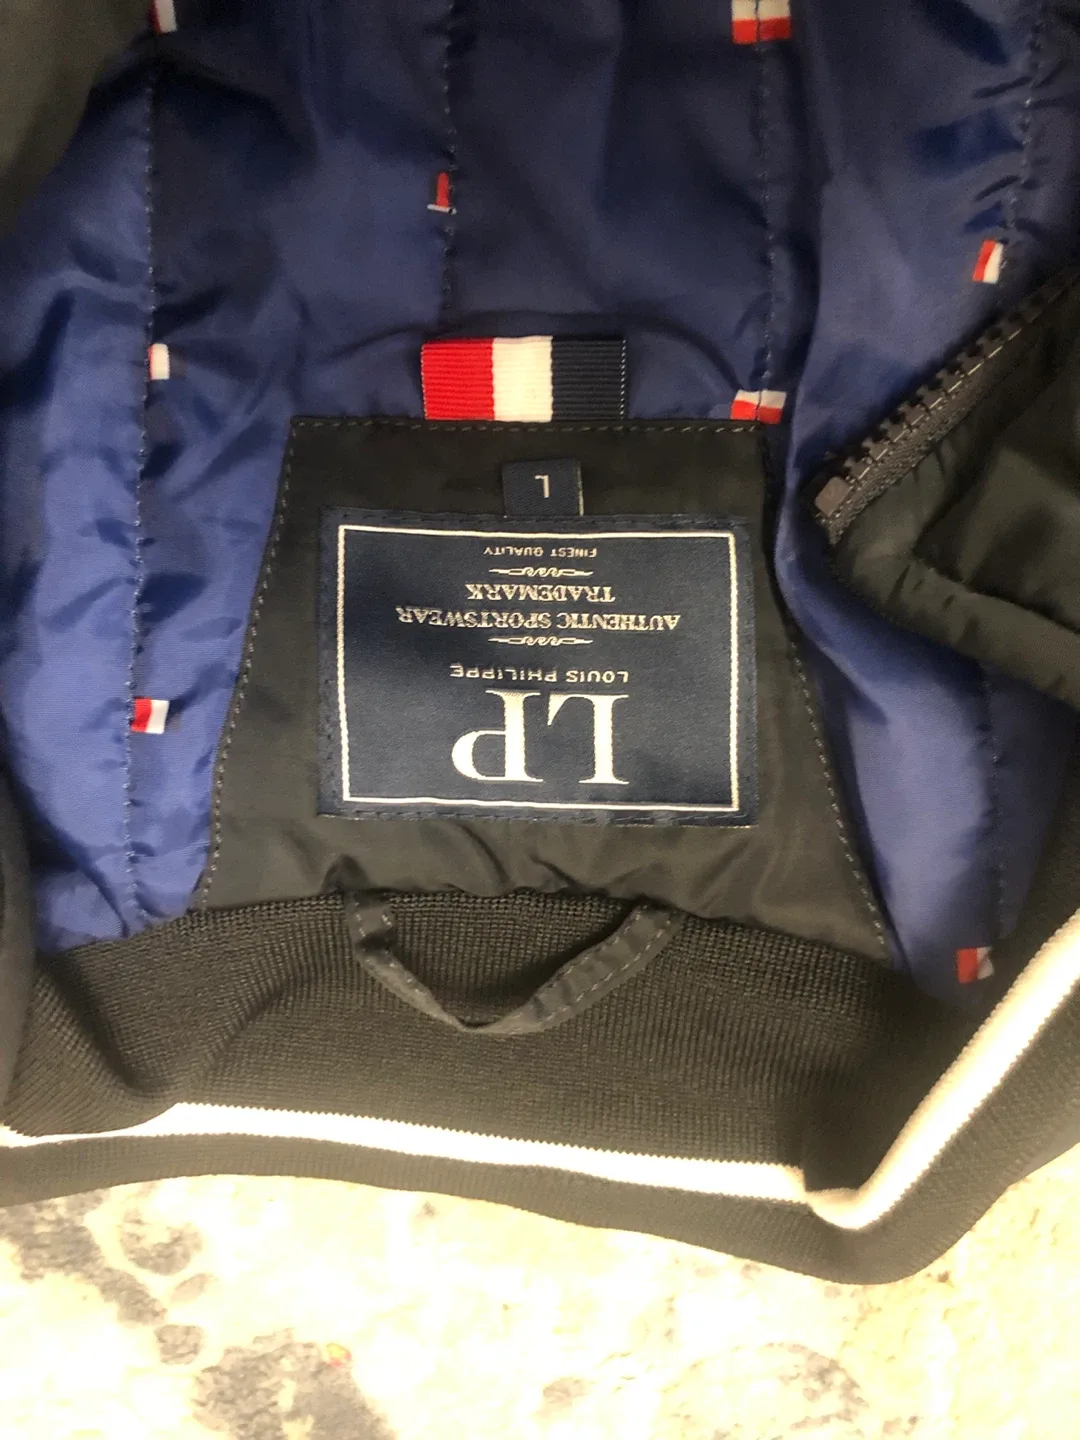 LP
LOUIS PHILIPPE
AUTHENTIC SPORTSWEAR
TRADEMARK
FINEST QUALITY
L